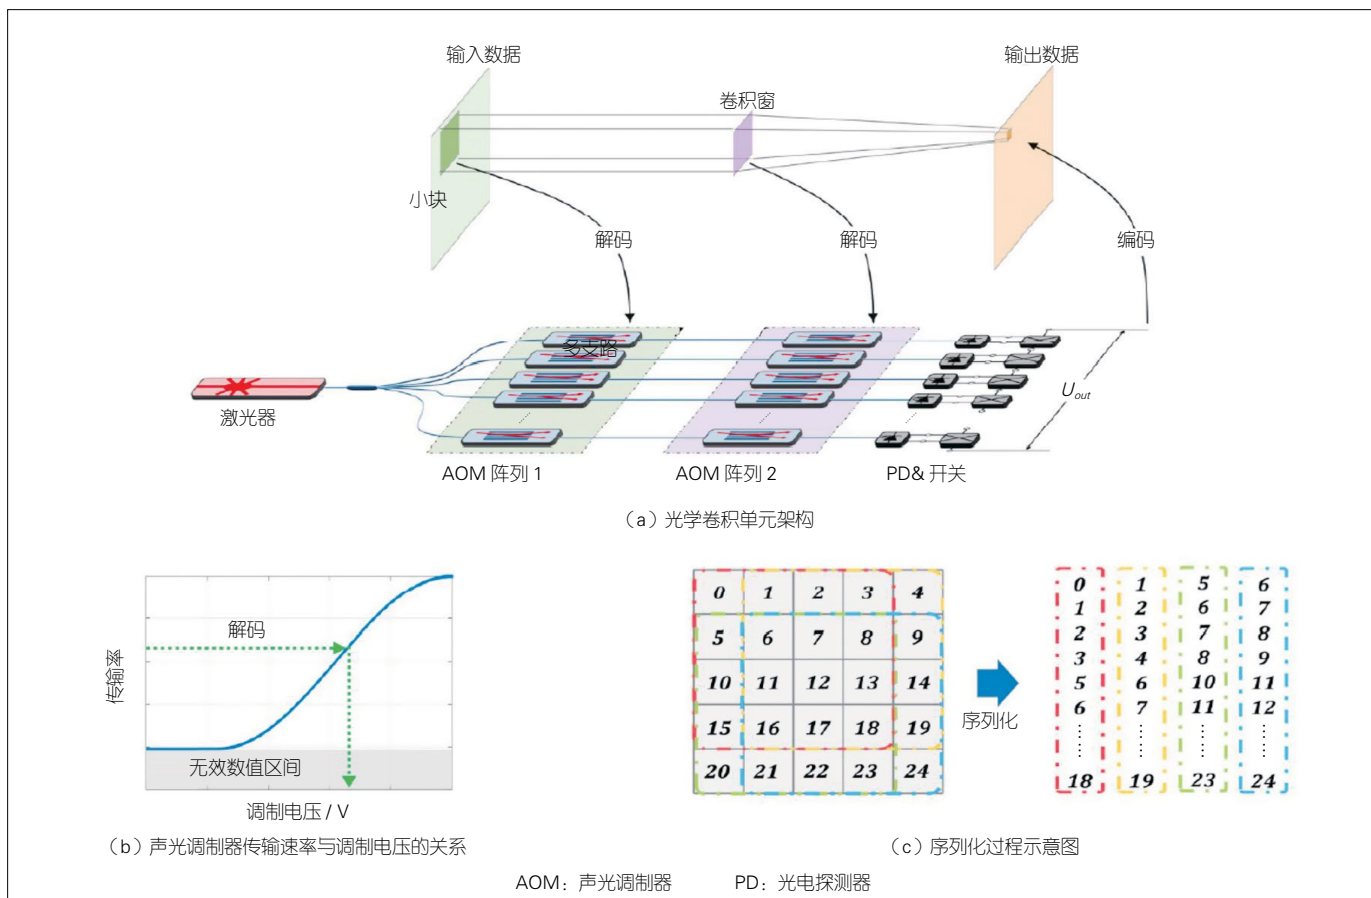 输入数据
输出数据
卷积窗
小块
解码
解码
编码
多支路
激光器
U_out
AOM 阵列 1
AOM 阵列 2
PD& 开关
（a）光学卷积单元架构
传输率
解码
无效数值区间
调制电压 / V
（b）声光调制器传输速率与调制电压的关系
0 1 2 3 4
5 6 7 8 9
10 11 12 13 14
15 16 17 18 19
20 21 22 23 24
序列化
0 1 5 6
1 2 6 7
2 3 7 8
3 4 8 9
5 6 10 11
6 7 11 12
…… …… …… ……
18 19 23 24
（c）序列化过程示意图
AOM：声光调制器 PD：光电探测器